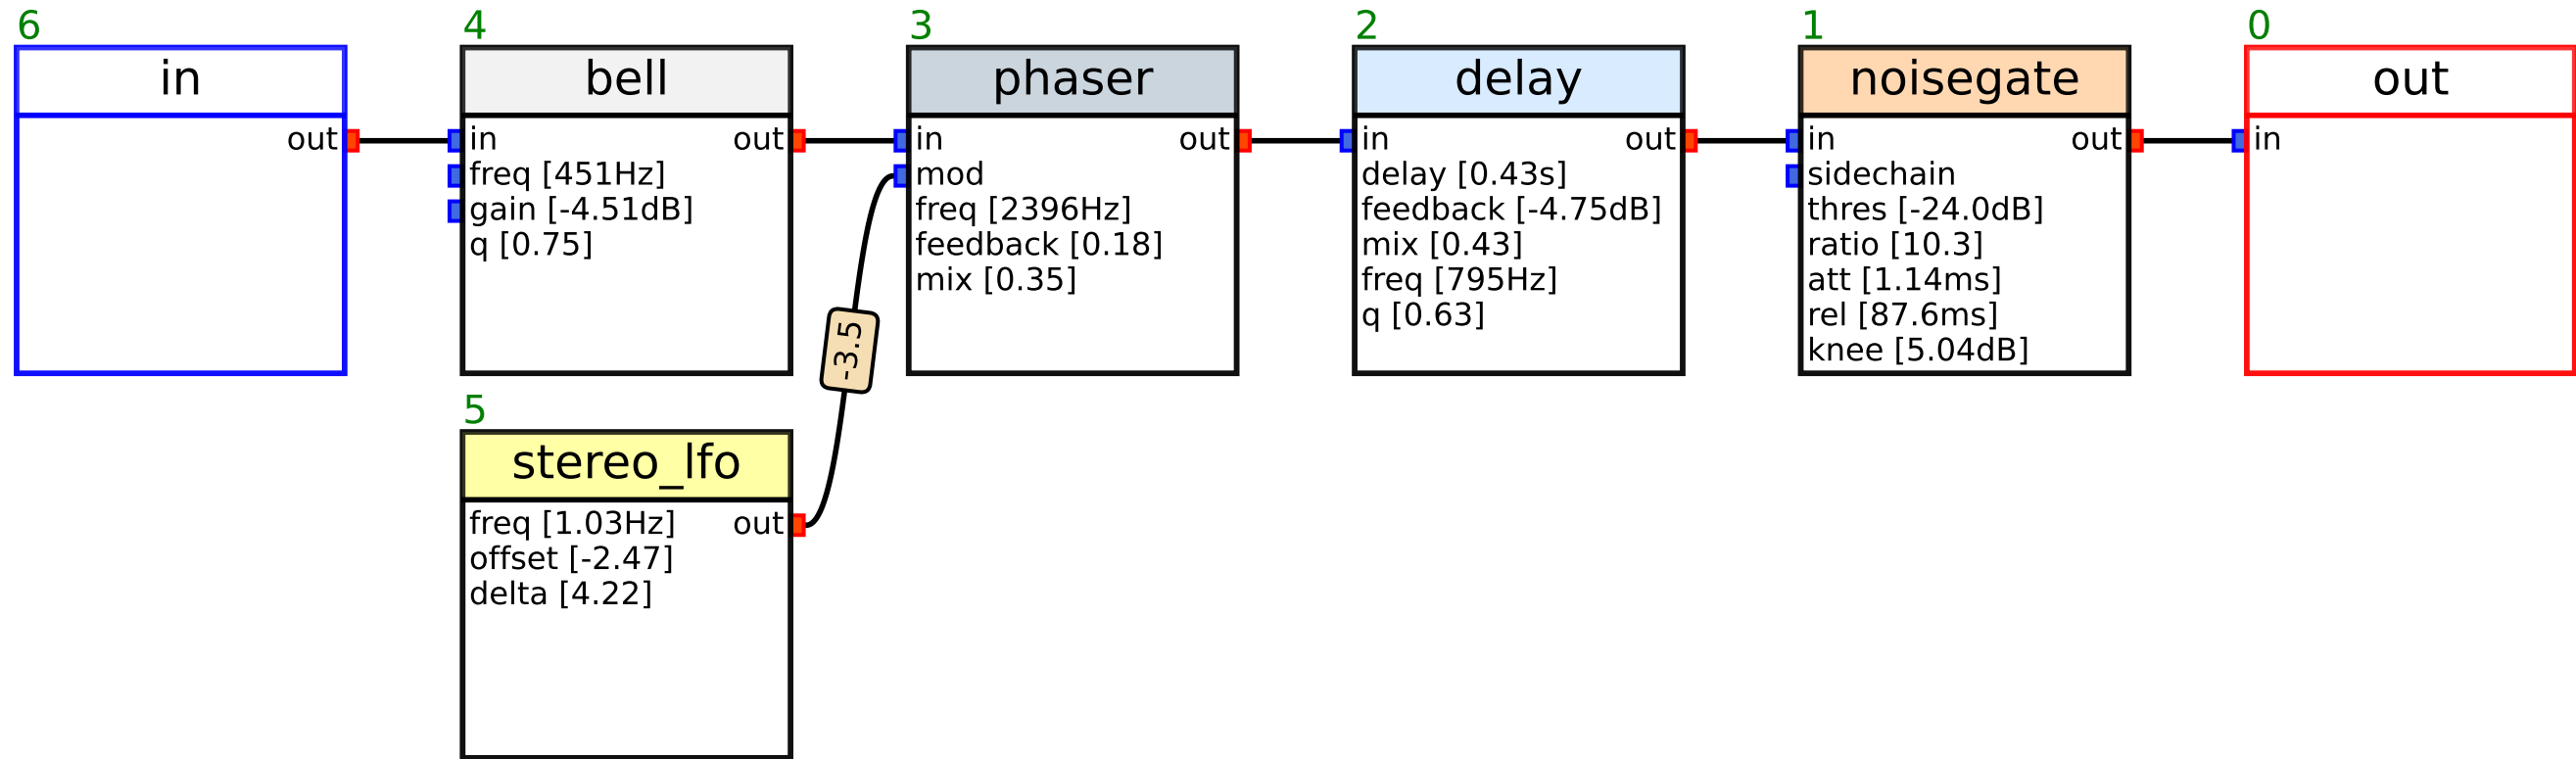 6
in
out
4
bell
in out
freq [451Hz]
gain [-4.51dB]
q [0.75]
3
phaser
in out
mod
freq [2396Hz]
feedback [0.18]
mix [0.35]
2
delay
in out
delay [0.43s]
feedback [-4.75dB]
mix [0.43]
freq [795Hz]
q [0.63]
1
noisegate
in out
sidechain
thres [-24.0dB]
ratio [10.3]
att [1.14ms]
rel [87.6ms]
knee [5.04dB]
0
out
in
-3.5
5
stereo_lfo
freq [1.03Hz] out
offset [-2.47]
delta [4.22]